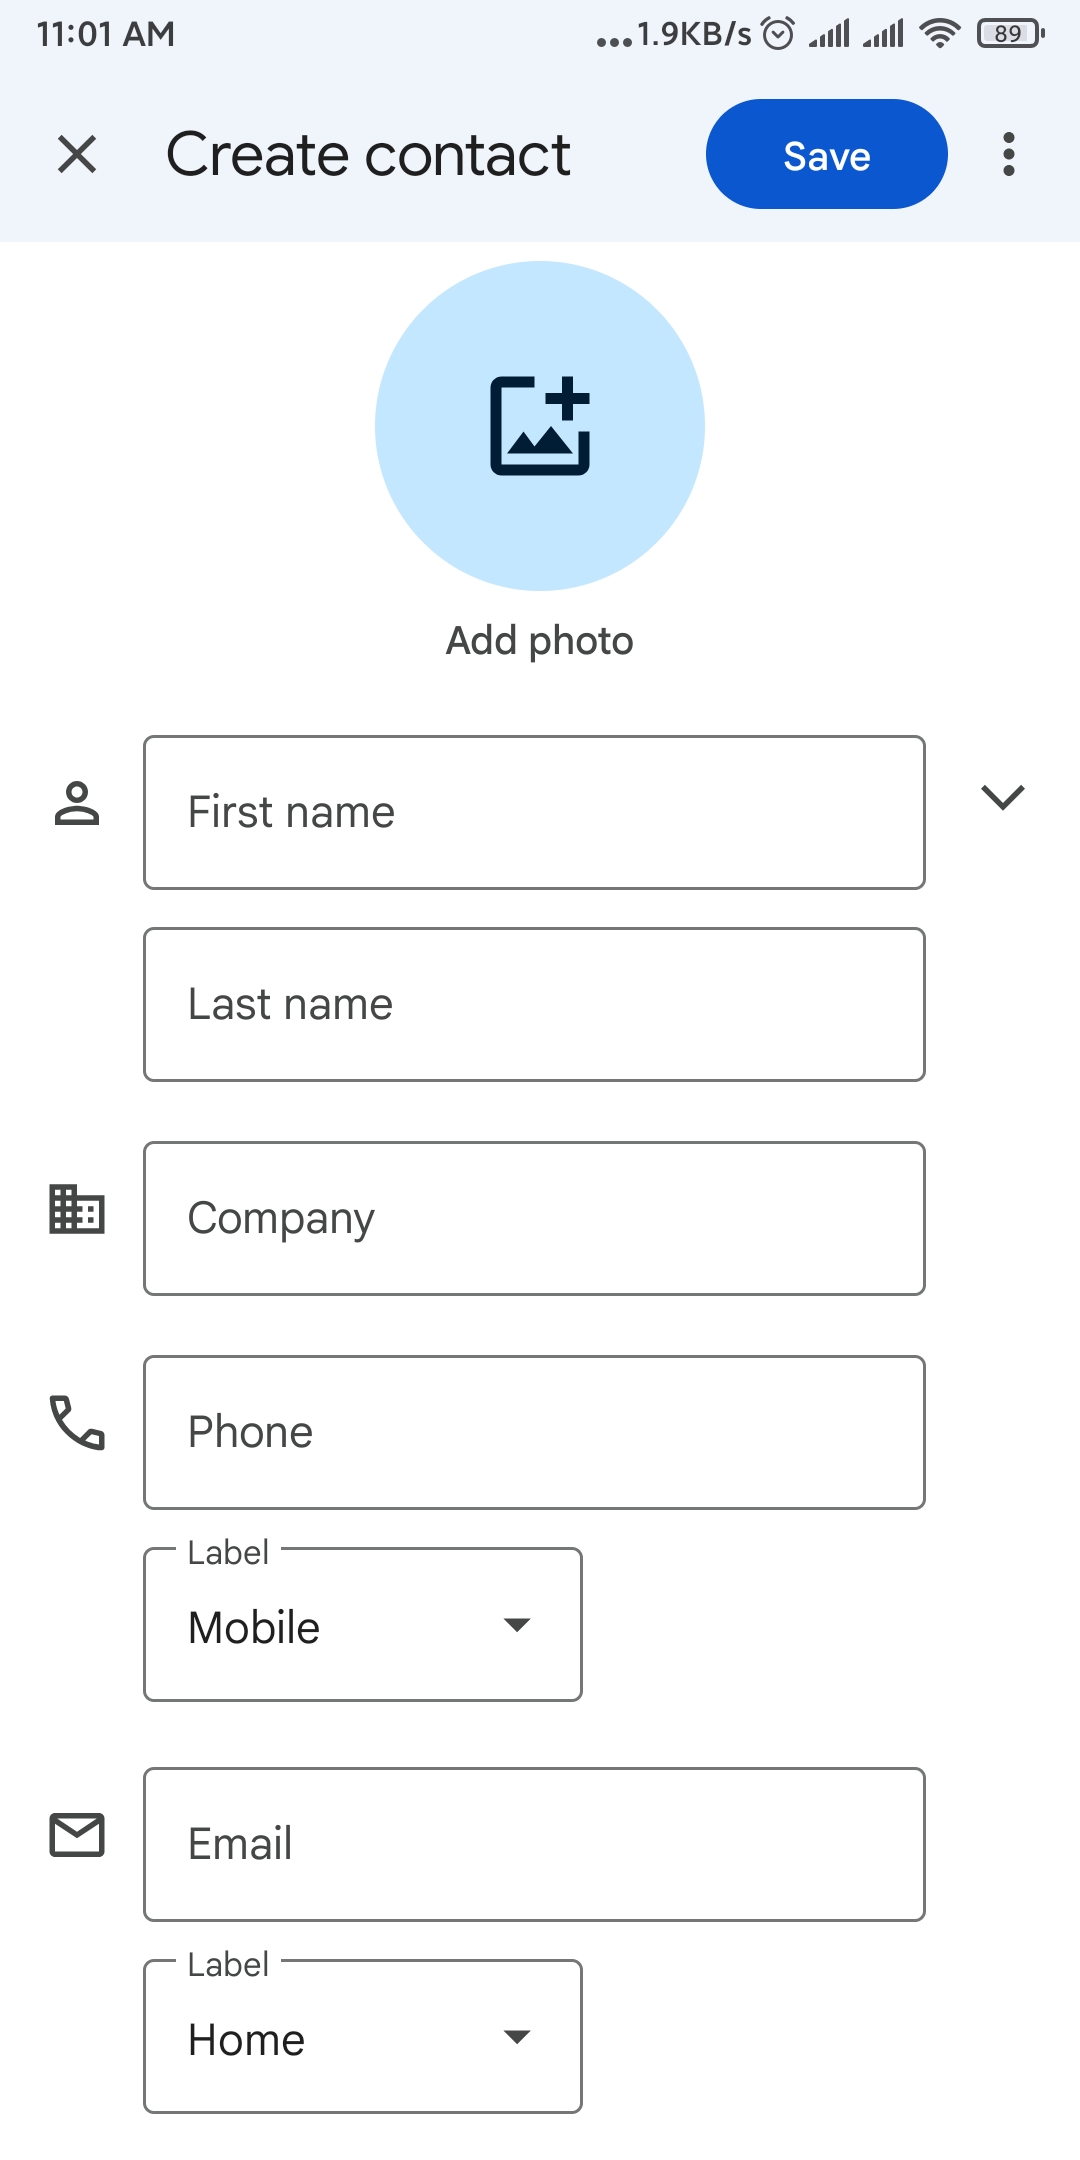 11:01 AM
...1.9KB/s
89
Create contact
Save
Add photo
First name
Last name
Company
Phone
Label
Mobile
Email
Label
Home